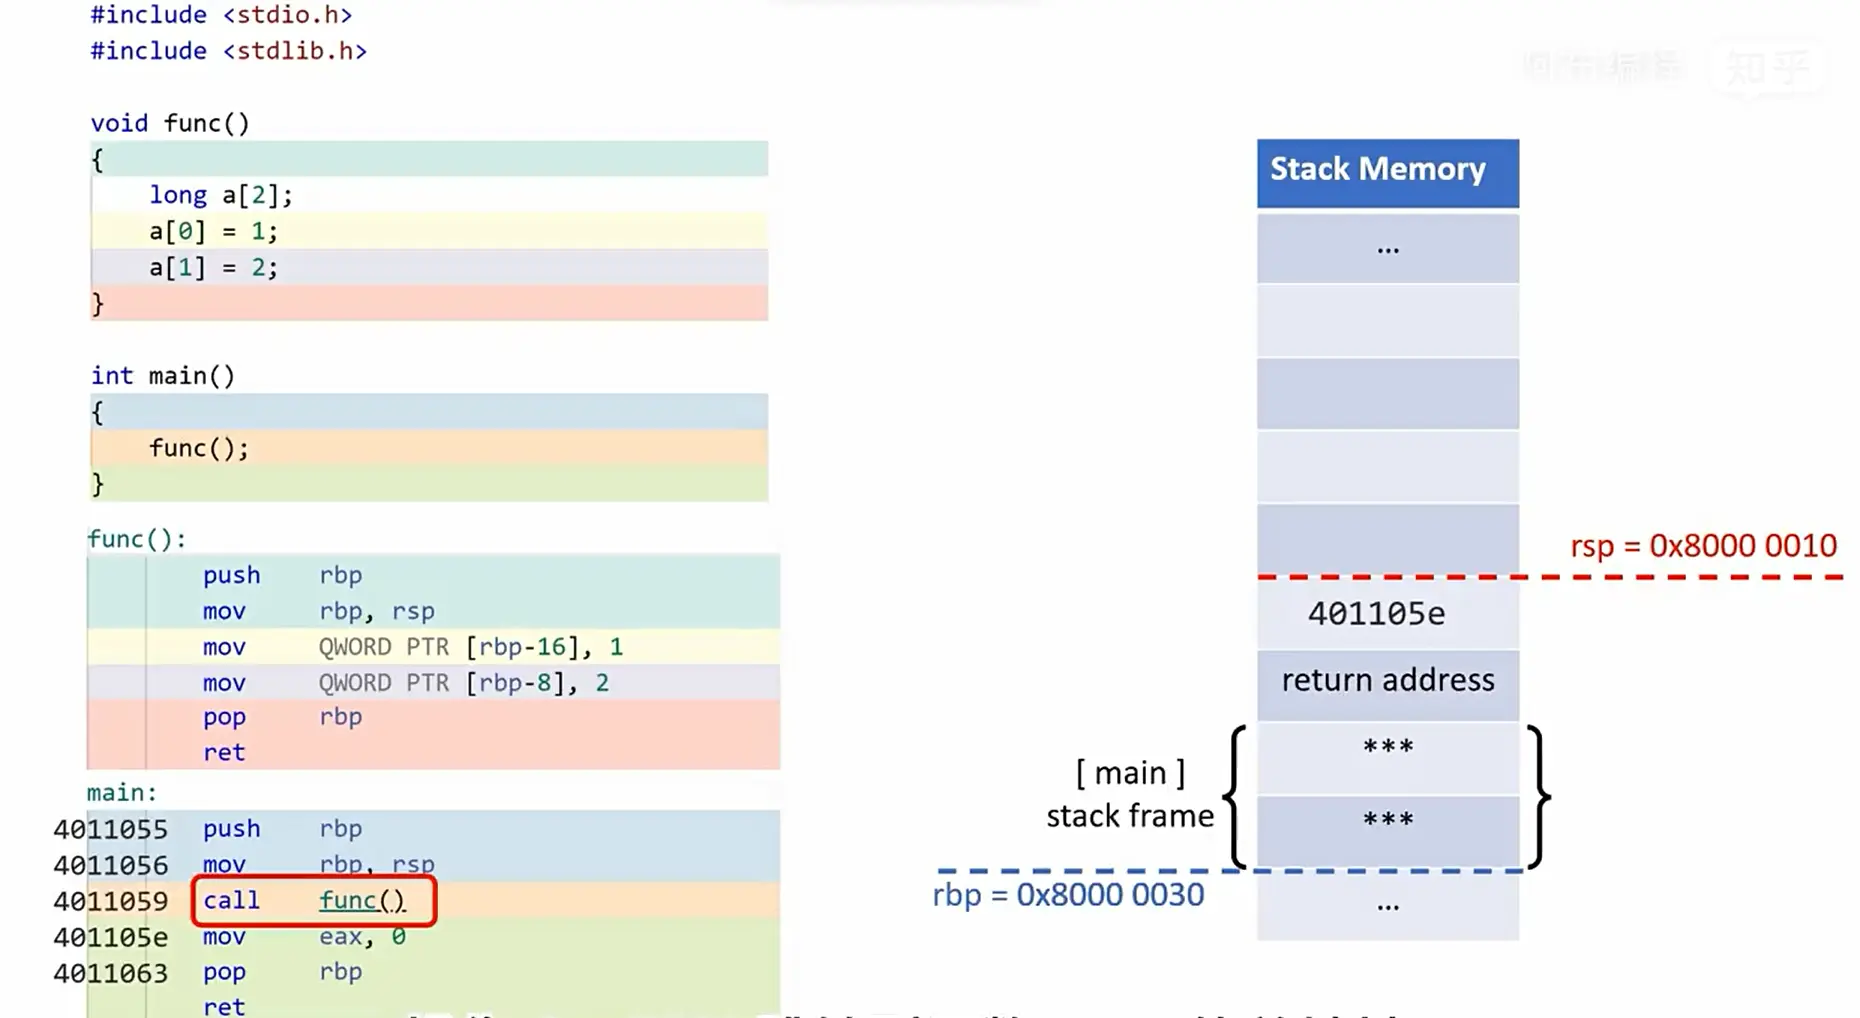 #include <stdio.h>
#include <stdlib.h>
void func()
{
long a[2];
a[0] = 1;
a[1] = 2;
}
int main()
{
func();
}
func():
push rbp
mov rbp, rsp
mov QWORD PTR [rbp-16], 1
mov QWORD PTR [rbp-8], 2
pop rbp
ret
main:
4011055 push rbp
4011056 mov rbp, rsp
4011059 call func()
401105e mov eax, 0
4011063 pop rbp
ret
知乎
Stack Memory
...
rsp = 0x8000 0010
401105e
return address
[ main ]
stack frame
***
***
rbp = 0x8000 0030
...